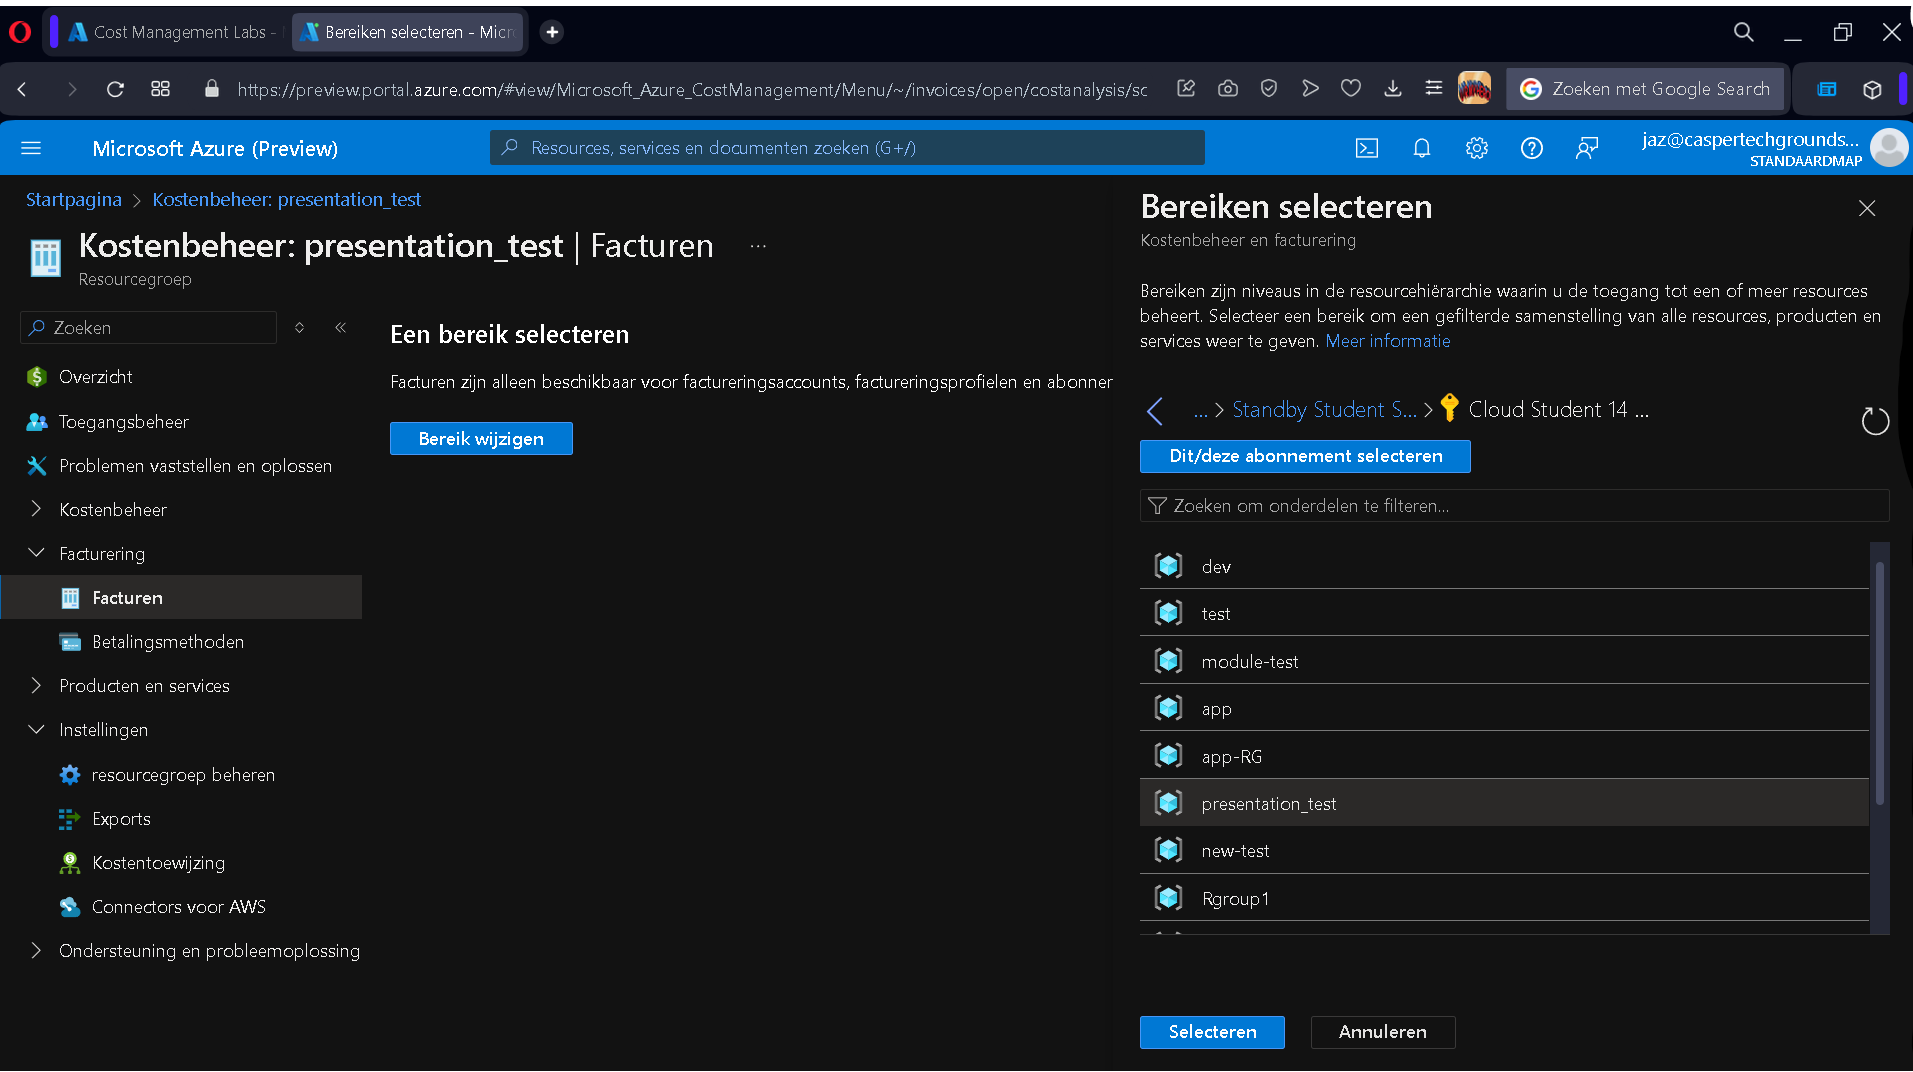 Cost Management Labs -
Bereiken selecteren - Micr
https://preview.portal.azure.com/#view/Microsoft_Azure_CostManagement/Menu/~/invoices/open/costanalysis/sc
Zoeken met Google Search
Microsoft Azure (Preview)
Resources, services en documenten zoeken (G+/)
jaz@caspertechgrounds...
STANDAARDMAP
Startpagina > Kostenbeheer: presentation_test
Kostenbeheer: presentation_test | Facturen ...
Resourcegroep
Zoeken
Overzicht
Toegangsbeheer
Problemen vaststellen en oplossen
Kostenbeheer
Facturering
Facturen
Betalingsmethoden
Producten en services
Instellingen
resourcegroep beheren
Exports
Kostentoewijzing
Connectors voor AWS
Ondersteuning en probleemoplossing
Een bereik selecteren
Facturen zijn alleen beschikbaar voor factureringsaccounts, factureringsprofielen en abonner
Bereik wijzigen
Bereiken selecteren
Kostenbeheer en facturering
Bereiken zijn niveaus in de resourcehiërarchie waarin u de toegang tot een of meer resources
beheert. Selecteer een bereik om een gefilterde samenstelling van alle resources, producten en
services weer te geven. Meer informatie
... > Standby Student S... > Cloud Student 14 ...
Dit/deze abonnement selecteren
Zoeken om onderdelen te filteren...
dev
test
module-test
app
app-RG
presentation_test
new-test
Rgroup1
Selecteren
Annuleren